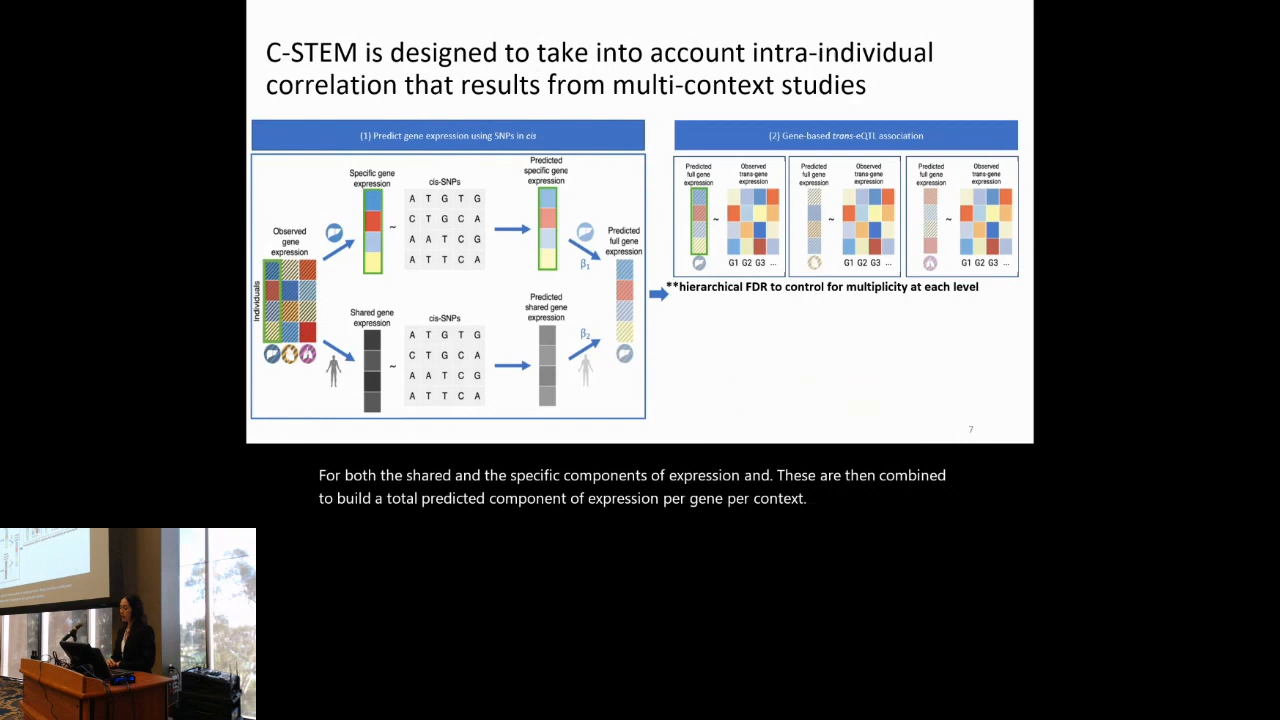 C-STEM is designed to take into account intra-individual
correlation that results from multi-context studies
(1) Predict gene expression using SNPs in cis
Observed
gene
expression
Individuals
Specific gene
expression
~
cis-SNPs
A T G T G
C T G C A
A A T C G
A T T C A
Predicted
specific gene
expression
β1
Shared gene
expression
~
cis-SNPs
A T G T G
C T G C A
A A T C G
A T T C A
Predicted
shared gene
expression
β2
Predicted
full gene
expression
(2) Gene-based trans-eQTL association
Predicted
full gene
expression
~
Observed
trans-gene
expression
G1 G2 G3 ...
Predicted
full gene
expression
~
Observed
trans-gene
expression
G1 G2 G3 ...
Predicted
full gene
expression
~
Observed
trans-gene
expression
G1 G2 G3 ...
**hierarchical FDR to control for multiplicity at each level
7
For both the shared and the specific components of expression and. These are then combined
to build a total predicted component of expression per gene per context.